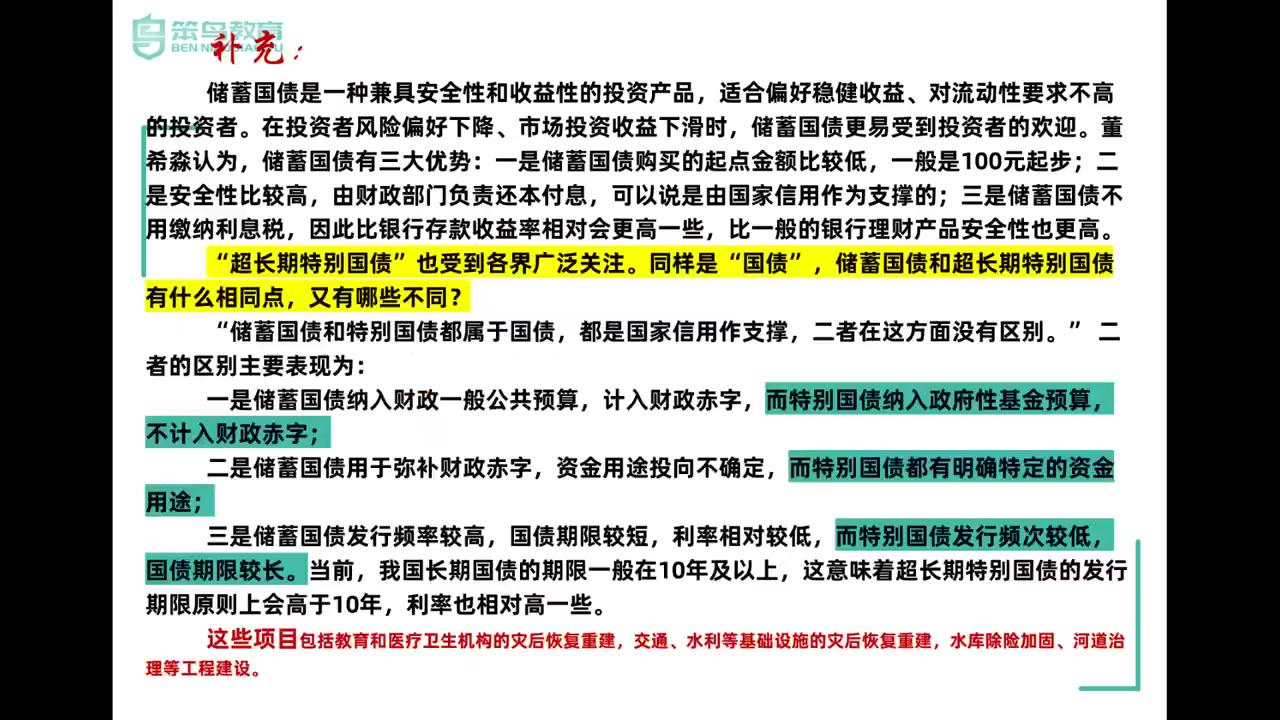 笨鸟教育
补充：
储蓄国债是一种兼具安全性和收益性的投资产品，适合偏好稳健收益、对流动性要求不高
的投资者。在投资者风险偏好下降、市场投资收益下滑时，储蓄国债更易受到投资者的欢迎。董
希淼认为，储蓄国债有三大优势：一是储蓄国债购买的起点金额比较低，一般是100元起步；二
是安全性比较高，由财政部门负责还本付息，可以说是由国家信用作为支撑的；三是储蓄国债不
用缴纳利息税，因此比银行存款收益率相对会更高一些，比一般的银行理财产品安全性也更高。
“超长期特别国债”也受到各界广泛关注。同样是“国债”，储蓄国债和超长期特别国债
有什么相同点，又有哪些不同？
“储蓄国债和特别国债都属于国债，都是国家信用作支撑，二者在这方面没有区别。” 二
者的区别主要表现为：
一是储蓄国债纳入财政一般公共预算，计入财政赤字，而特别国债纳入政府性基金预算，
不计入财政赤字；
二是储蓄国债用于弥补财政赤字，资金用途投向不确定，而特别国债都有明确特定的资金
用途；
三是储蓄国债发行频率较高，国债期限较短，利率相对较低，而特别国债发行频次较低，
国债期限较长。当前，我国长期国债的期限一般在10年及以上，这意味着超长期特别国债的发行
期限原则上会高于10年，利率也相对高一些。
这些项目包括教育和医疗卫生机构的灾后恢复重建，交通、水利等基础设施的灾后恢复重建，水库除险加固、河道治
理等工程建设。